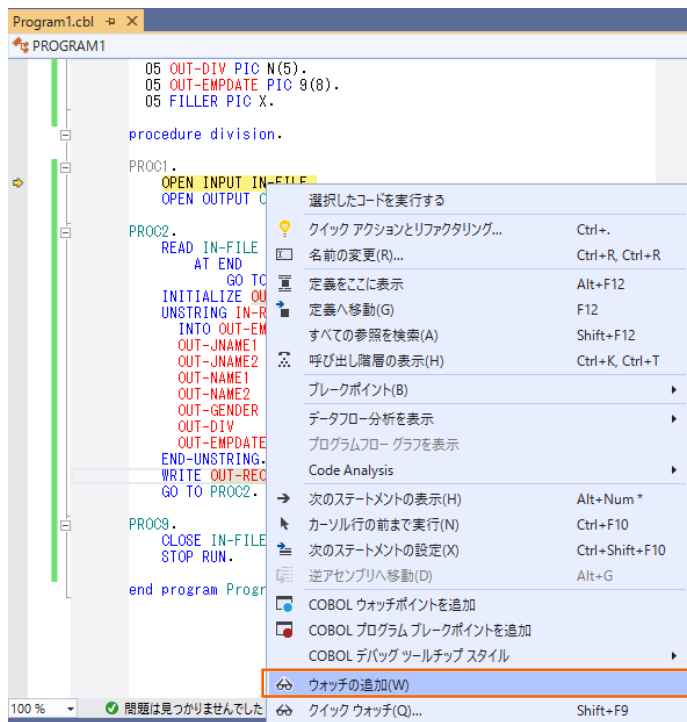 Program1.cbl
PROGRAM1
05 OUT-DIV PIC N(5).
05 OUT-EMPDATE PIC 9(8).
05 FILLER PIC X.
procedure division.
PROC1.
OPEN INPUT IN-FILE
OPEN OUTPUT
PROC2.
READ IN-FILE
AT END
GO TO
INITIALIZE OU
UNSTRING IN-R
INTO OUT-EM
OUT-JNAME1
OUT-JNAME2
OUT-NAME1
OUT-NAME2
OUT-GENDER
OUT-DIV
OUT-EMPDATE
END-UNSTRING.
WRITE OUT-REC
GO TO PROC2.
PROC9.
CLOSE IN-FILE
STOP RUN.
end program Progr
選択したコードを実行する
クイック アクションとリファクタリング... Ctrl+.
名前の変更(R)... Ctrl+R, Ctrl+R
定義をここに表示 Alt+F12
定義へ移動(G) F12
すべての参照を検索(A) Shift+F12
呼び出し階層の表示(H) Ctrl+K, Ctrl+T
ブレークポイント(B)
データフロー分析を表示
プログラムフロー グラフを表示
Code Analysis
次のステートメントの表示(H) Alt+Num *
カーソル行の前まで実行(N) Ctrl+F10
次のステートメントの設定(X) Ctrl+Shift+F10
逆アセンブリへ移動(D) Alt+G
COBOL ウォッチポイントを追加
COBOL プログラム ブレークポイントを追加
COBOL デバッグ ツールチップ スタイル
ウォッチの追加(W)
クイック ウォッチ(Q)... Shift+F9
100 % 問題は見つかりませんでした